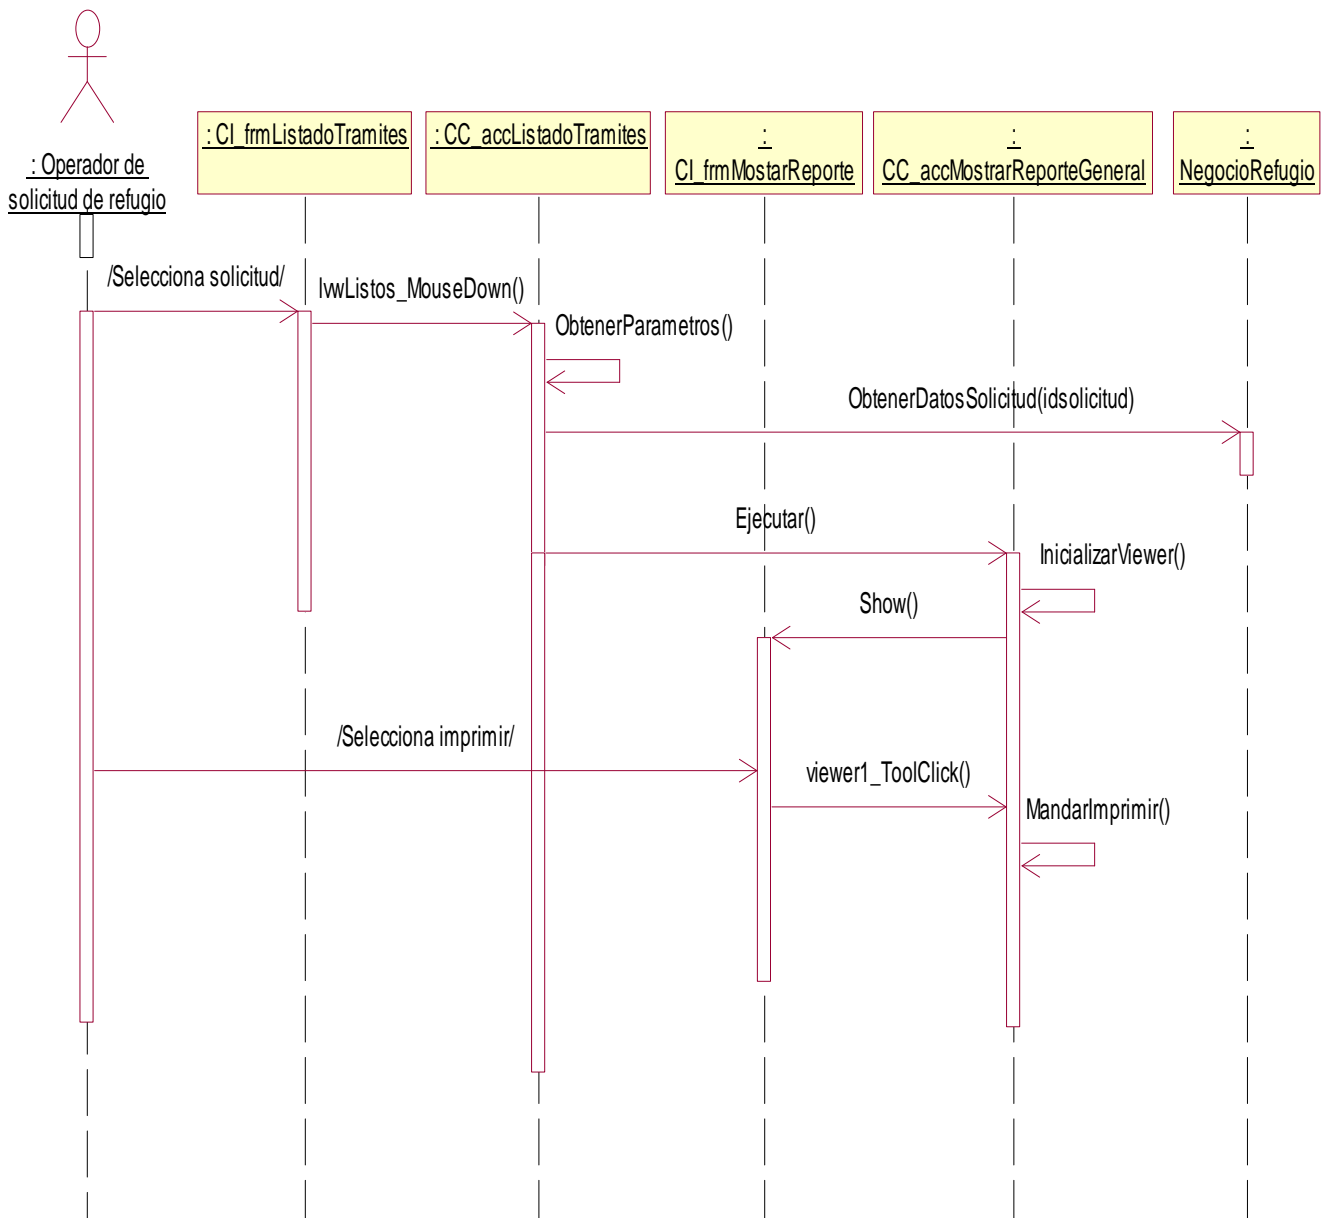 : Operador de
solicitud de refugio
: CI_frmListadoTramites
: CC_accListadoTramites
:
CI_frmMostarReporte
:
CC_accMostrarReporteGeneral
:
NegocioRefugio
/Selecciona solicitud/
lvwListos_MouseDown()
ObtenerParametros()
ObtenerDatosSolicitud(idsolicitud)
Ejecutar()
InicializarViewer()
Show()
/Selecciona imprimir/
viewer1_ToolClick()
MandarImprimir()